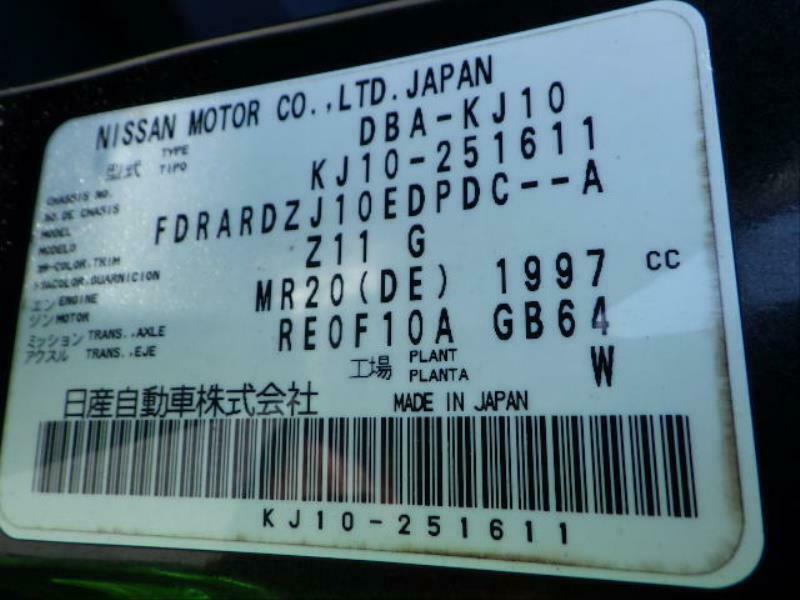 NISSAN MOTOR CO.,LTD.JAPAN
型式 TYPE TIPO DBA-KJ10
CHASSIS NO. NO.DE CHASIS KJ10-251611
MODEL MODELO FDRARDZJ10EDPDC--A
COLOR,TRIM COLOR,GUARNICION Z11 G
エンジン ENGINE MOTOR MR20(DE) 1997 CC
ミッション TRANS.,AXLE アクスル TRANS.,EJE RE0F10A GB64
工場 PLANT PLANTA W
日産自動車株式会社 MADE IN JAPAN
KJ10-251611